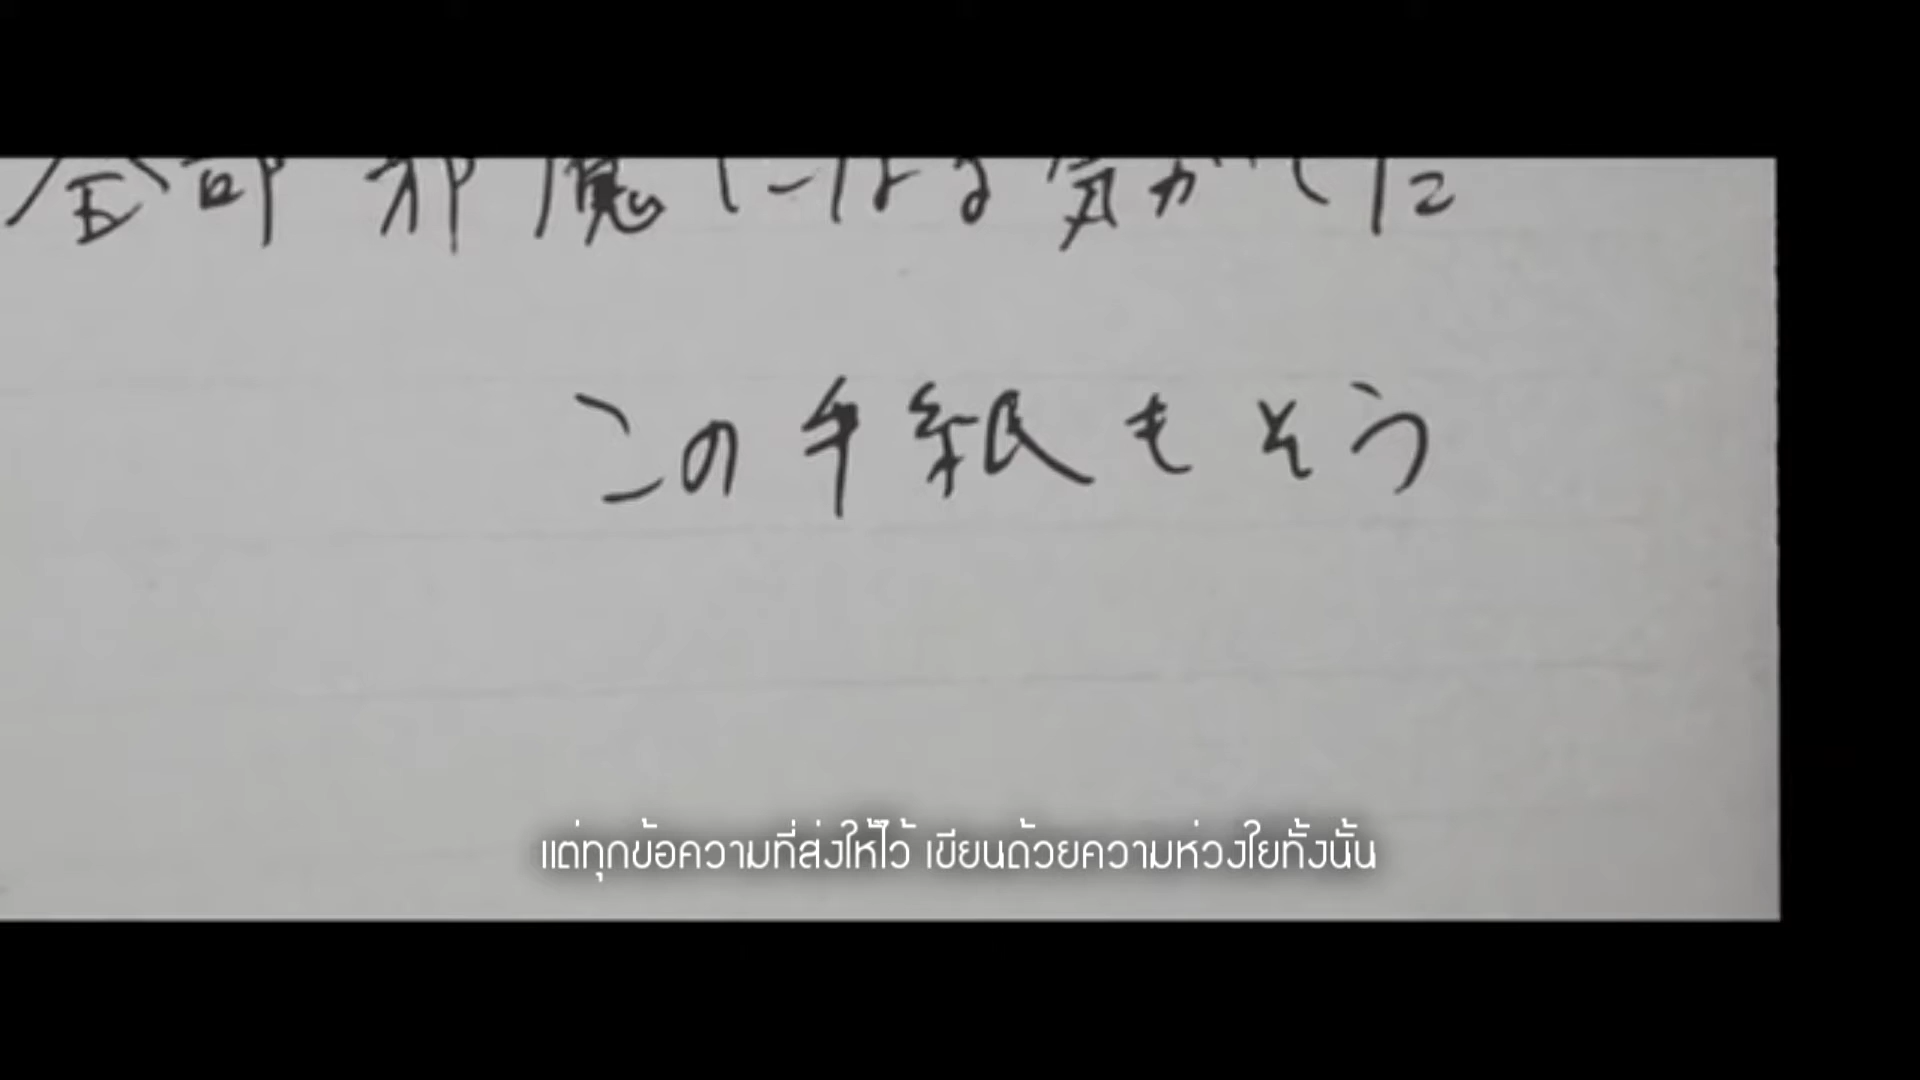 全部 邪魔になる気がした
この手紙もそう
แต่ทุกข้อความที่ส่งให้ไว้ เขียนด้วยความห่วงใยทั้งนั้น